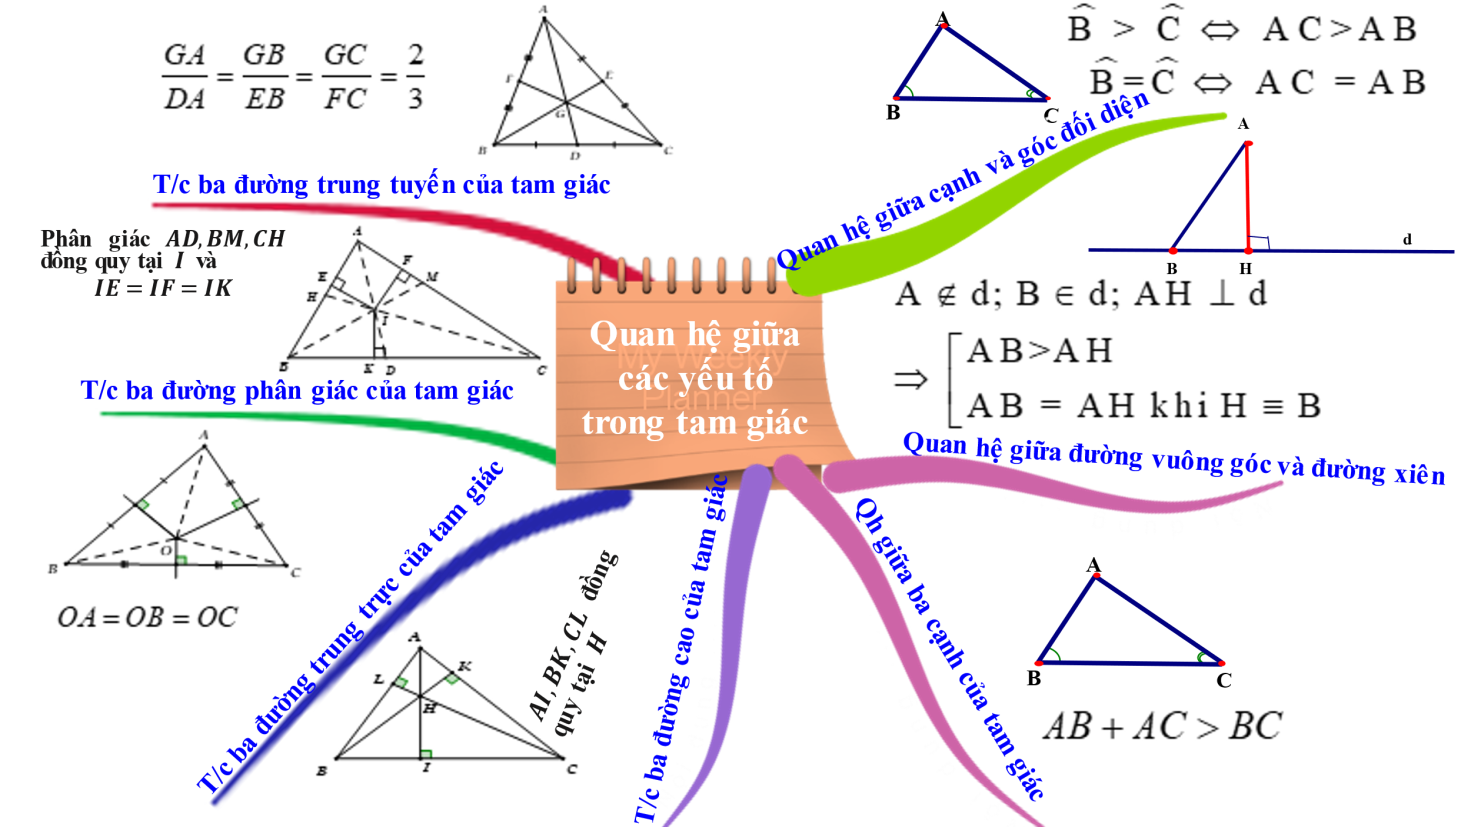 GA/DA = GB/EB = GC/FC = 2/3
A
F
E
G
B
D
C
T/c ba đường trung tuyến của tam giác
Phân giác AD, BM, CH
đồng quy tại I và
IE = IF = IK
A
F
E
M
H
I
B
K
D
C
T/c ba đường phân giác của tam giác
A
O
B
C
OA = OB = OC
T/c ba đường trung trực của tam giác
A
K
L
H
B
I
C
AI, BK, CL đồng
quy tại H
T/c ba đường cao của tam giác
Quan hệ giữa
các yếu tố
trong tam giác
My Weekly
Planner
A
B
C
B̂ > Ĉ ⇔ AC > AB
B̂ = Ĉ ⇔ AC = AB
Quan hệ giữa cạnh và góc đối diện
A
B
H
d
A ∉ d; B ∈ d; AH ⊥ d
⇒ [ AB > AH
AB = AH khi H ≡ B
Quan hệ giữa đường vuông góc và đường xiên
Qh giữa ba cạnh của tam giác
A
B
C
AB + AC > BC